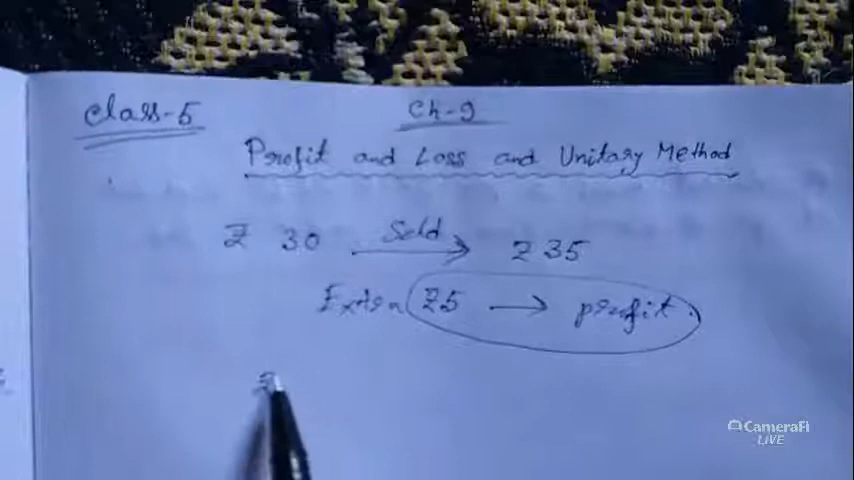 Class-5
Ch-9
Profit and Loss and Unitary Method
₹ 30 Sold → ₹ 35
Extra ₹5 → profit.
₹
CameraFi
LIVE